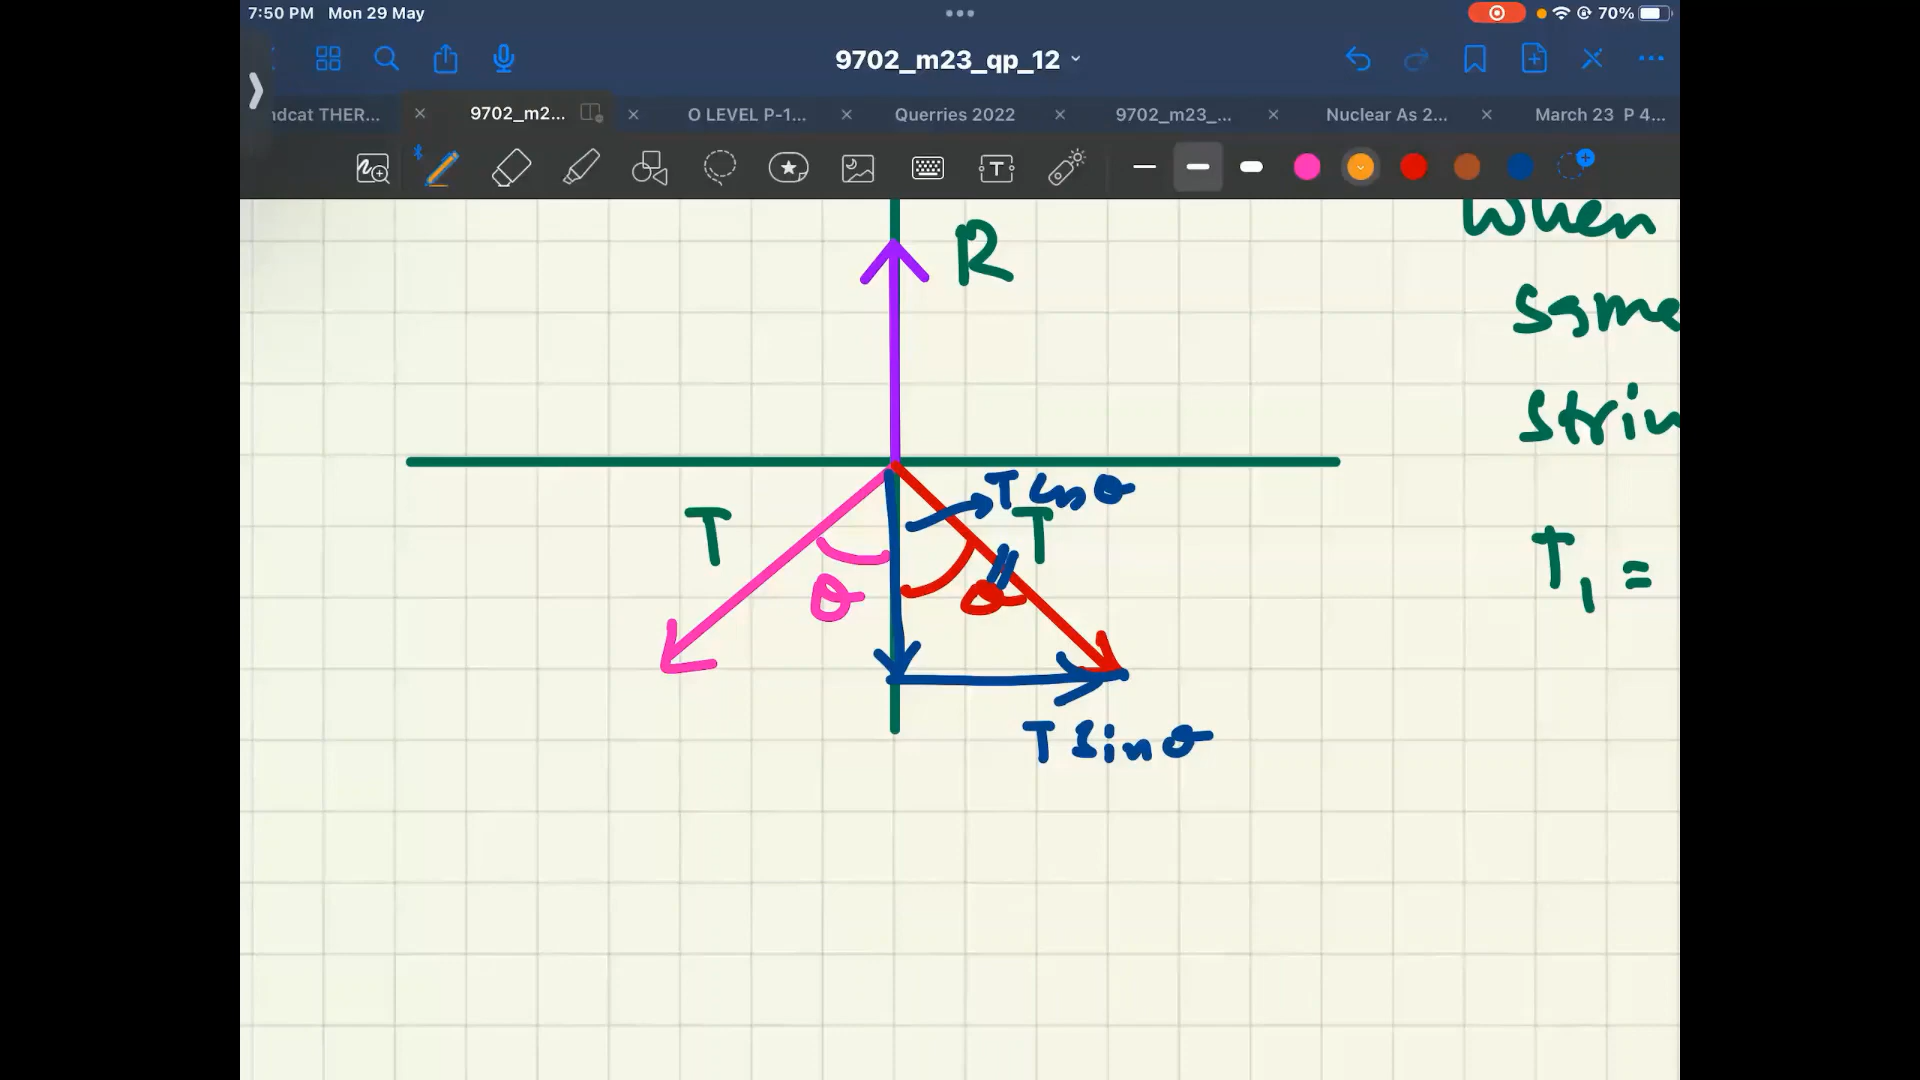 7:50 PM Mon 29 May
70%
9702_m23_qp_12
ndcat THER...
9702_m2...
O LEVEL P-1...
Querries 2022
9702_m23_...
Nuclear As 2...
March 23 P 4...
When
R
same
strin
T cos θ
T
T
T₁ =
θ
θ
T sin θ